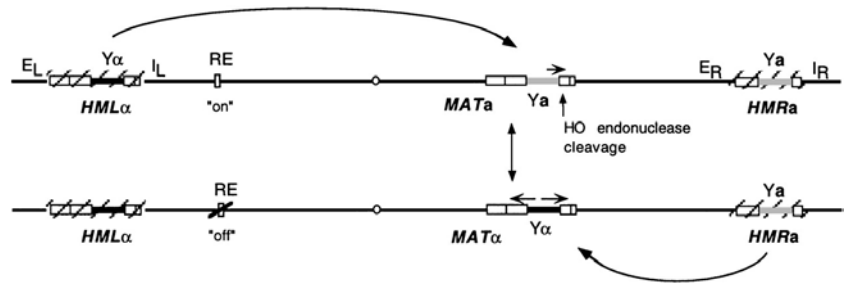 E_L Yα I_L RE E_R Ya I_R
HMLα "on" MATa Ya HMRa
HO endonuclease
cleavage
RE Ya
HMLα "off" MATα Yα HMRa